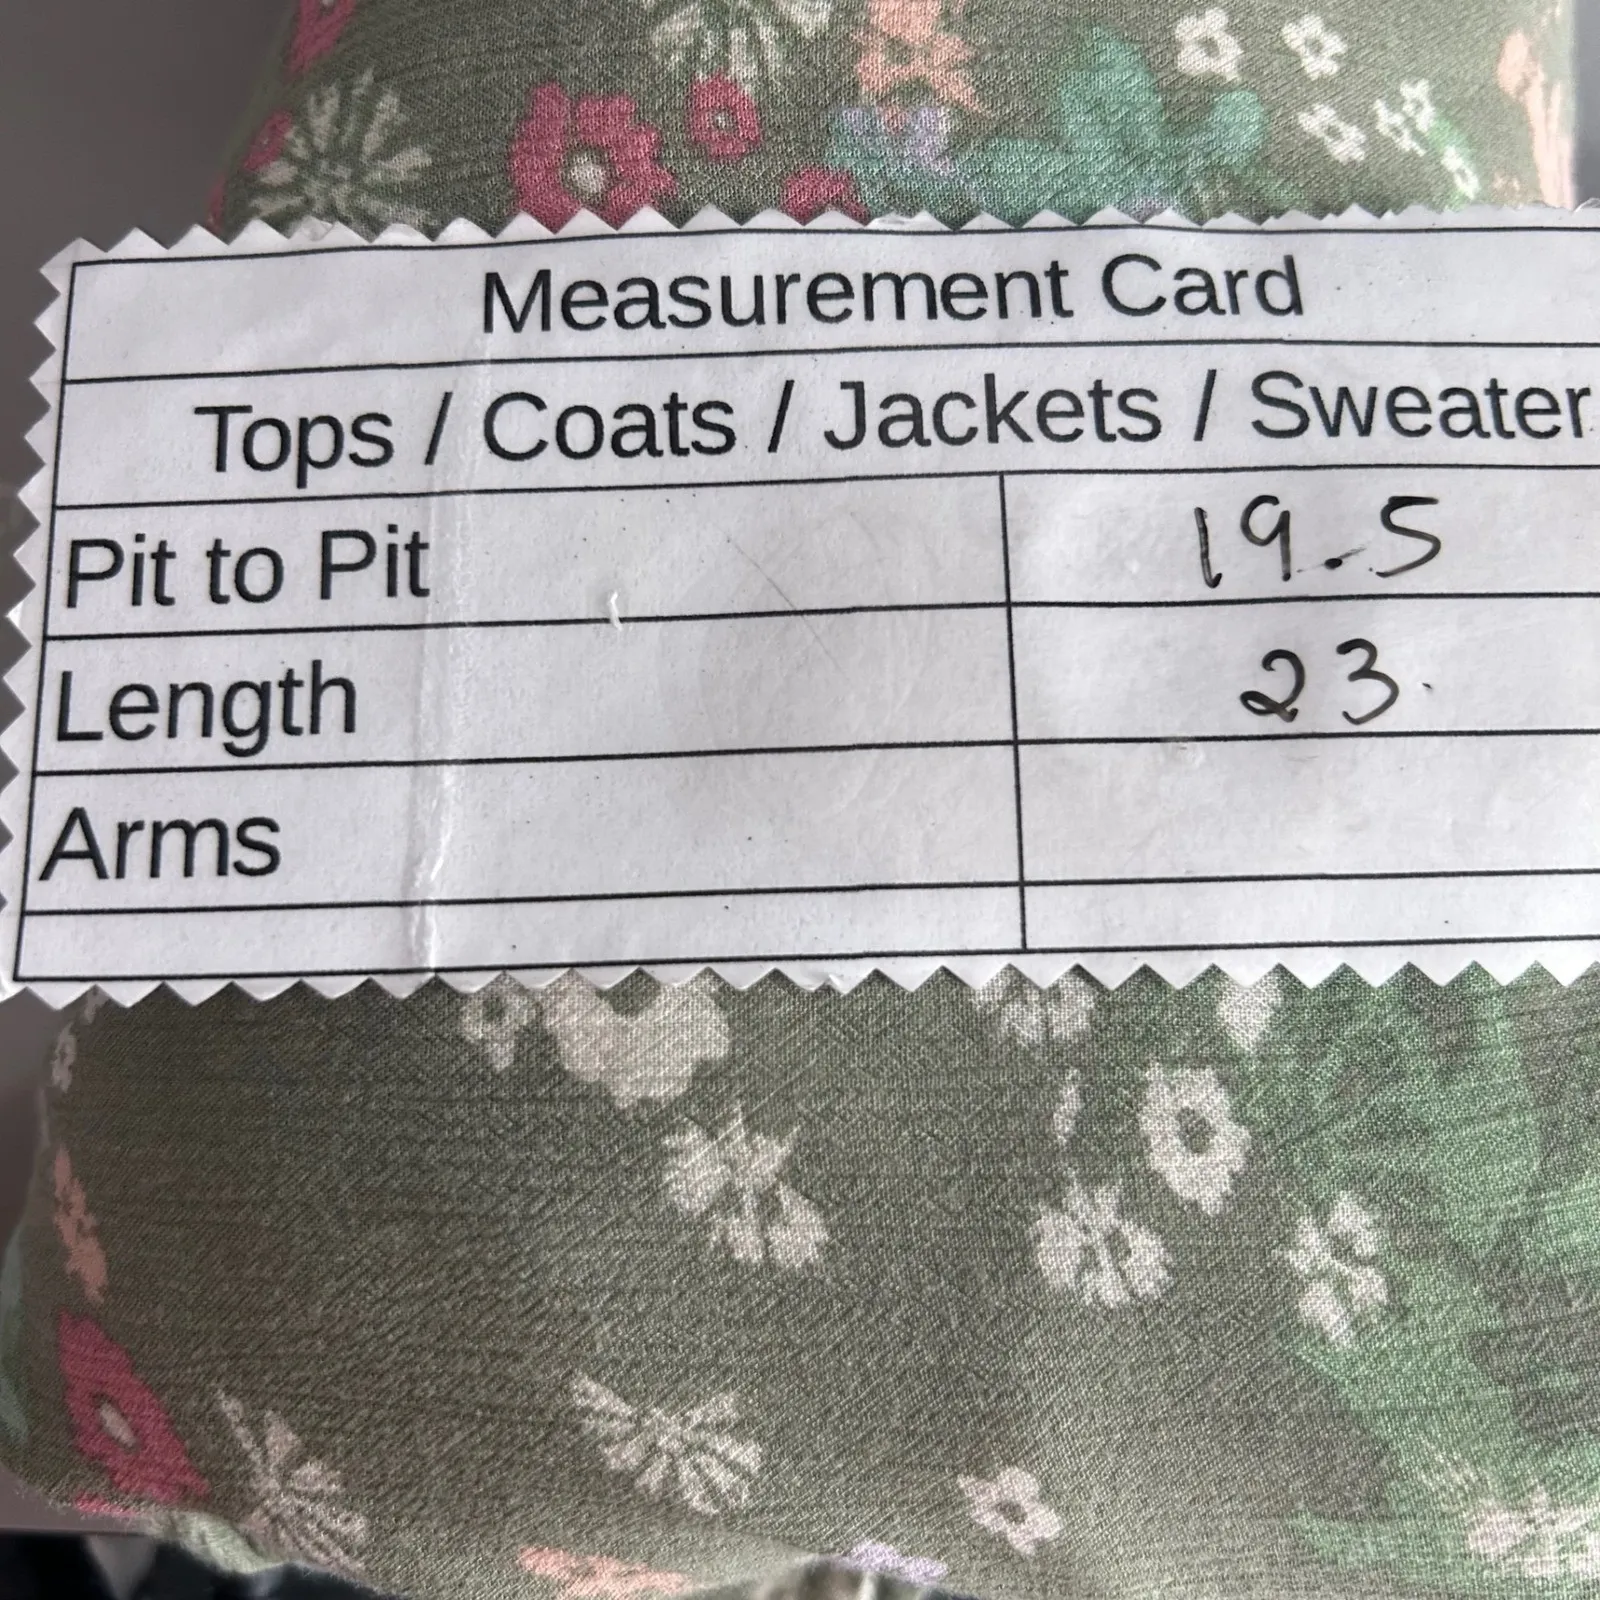 Measurement Card
Tops / Coats / Jackets / Sweater
Pit to Pit 19.5
Length 23.
Arms